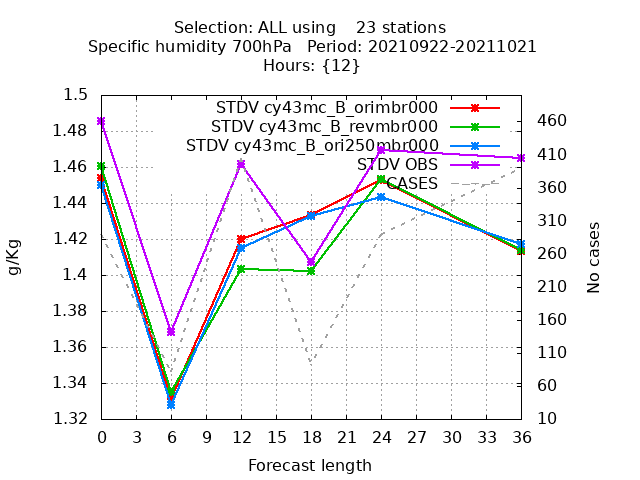 Selection: ALL using    23 stations
Specific humidity 700hPa   Period: 20210922-20211021
Hours: {12}
STDV cy43mc_B_orimbr000
STDV cy43mc_B_revmbr000
STDV cy43mc_B_ori250mbr000
STDV OBS
CASES
1.5
1.48
1.46
1.44
1.42
1.4
1.38
1.36
1.34
1.32
g/Kg
460
410
360
310
260
210
160
110
60
10
No cases
0 3 6 9 12 15 18 21 24 27 30 33 36
Forecast length